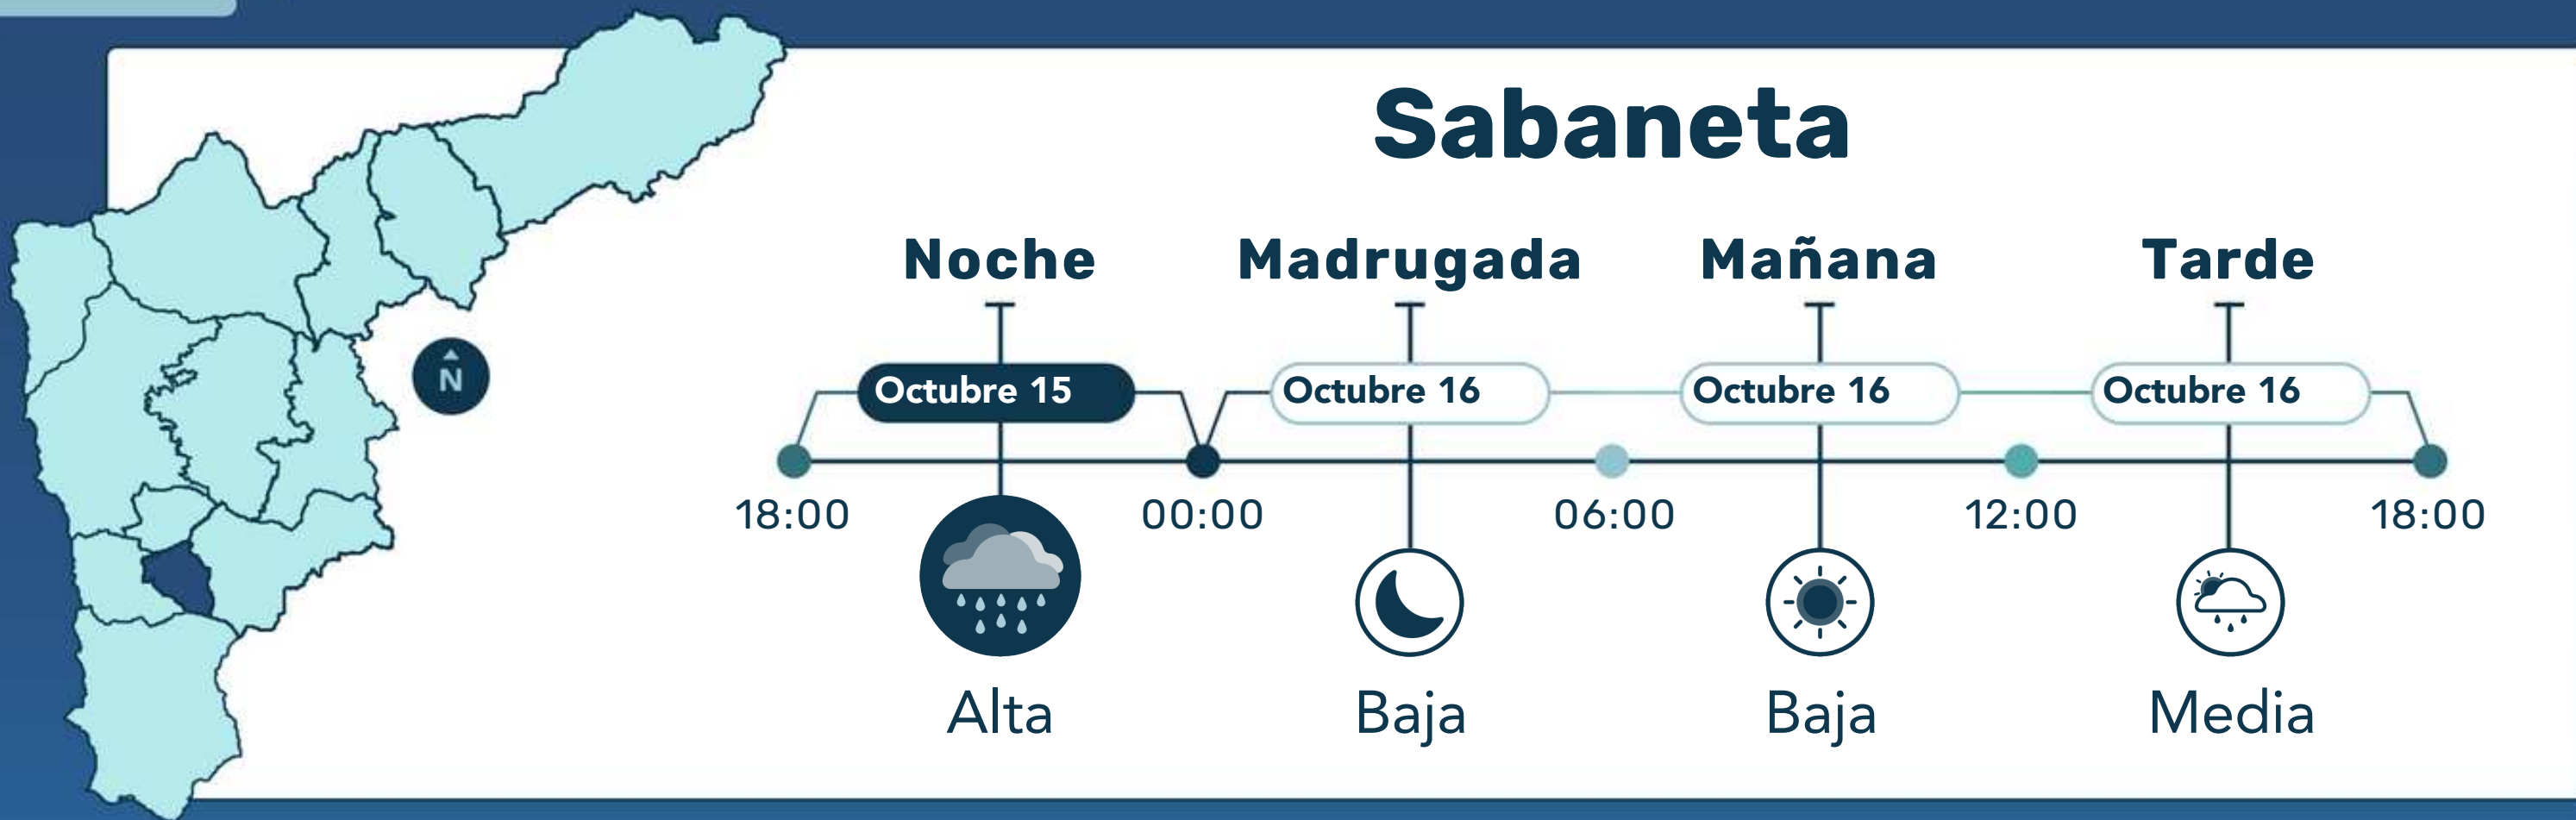 Sabaneta
Noche Madrugada Mañana Tarde
N
Octubre 15 Octubre 16 Octubre 16 Octubre 16
18:00 00:00 06:00 12:00 18:00
Alta Baja Baja Media